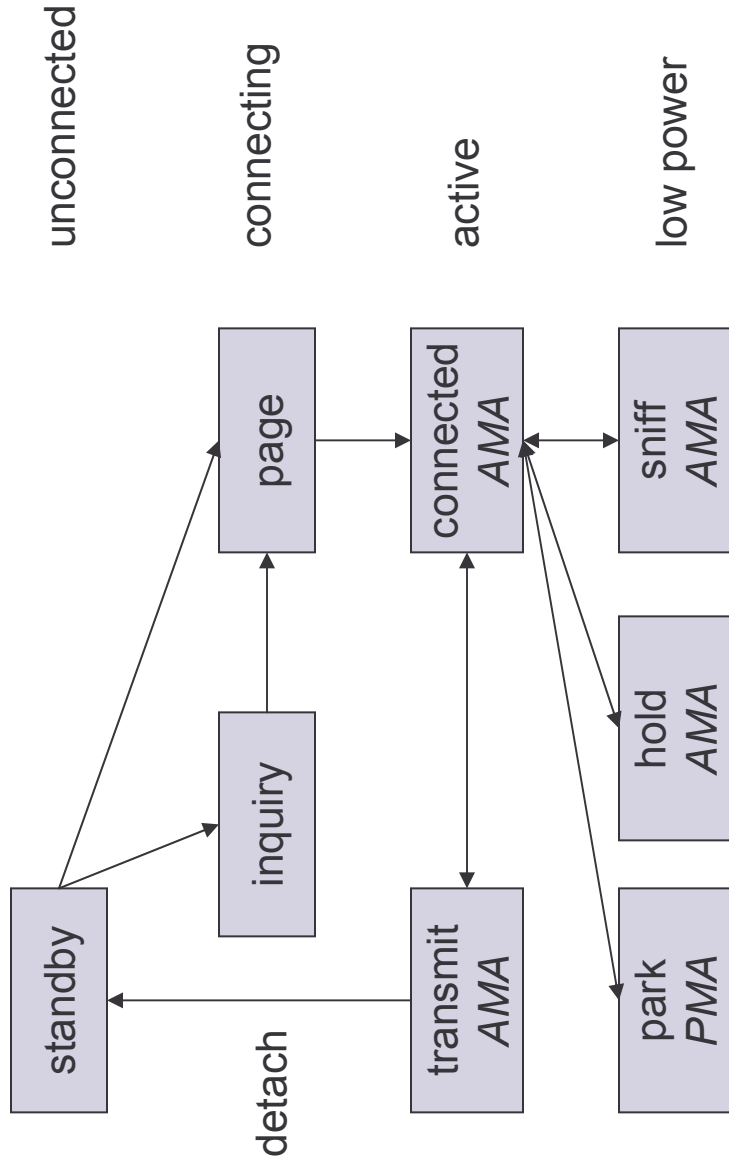 standby
unconnected
detach
inquiry
page
connecting
transmit
AMA
connected
AMA
active
park
PMA
hold
AMA
sniff
AMA
low power